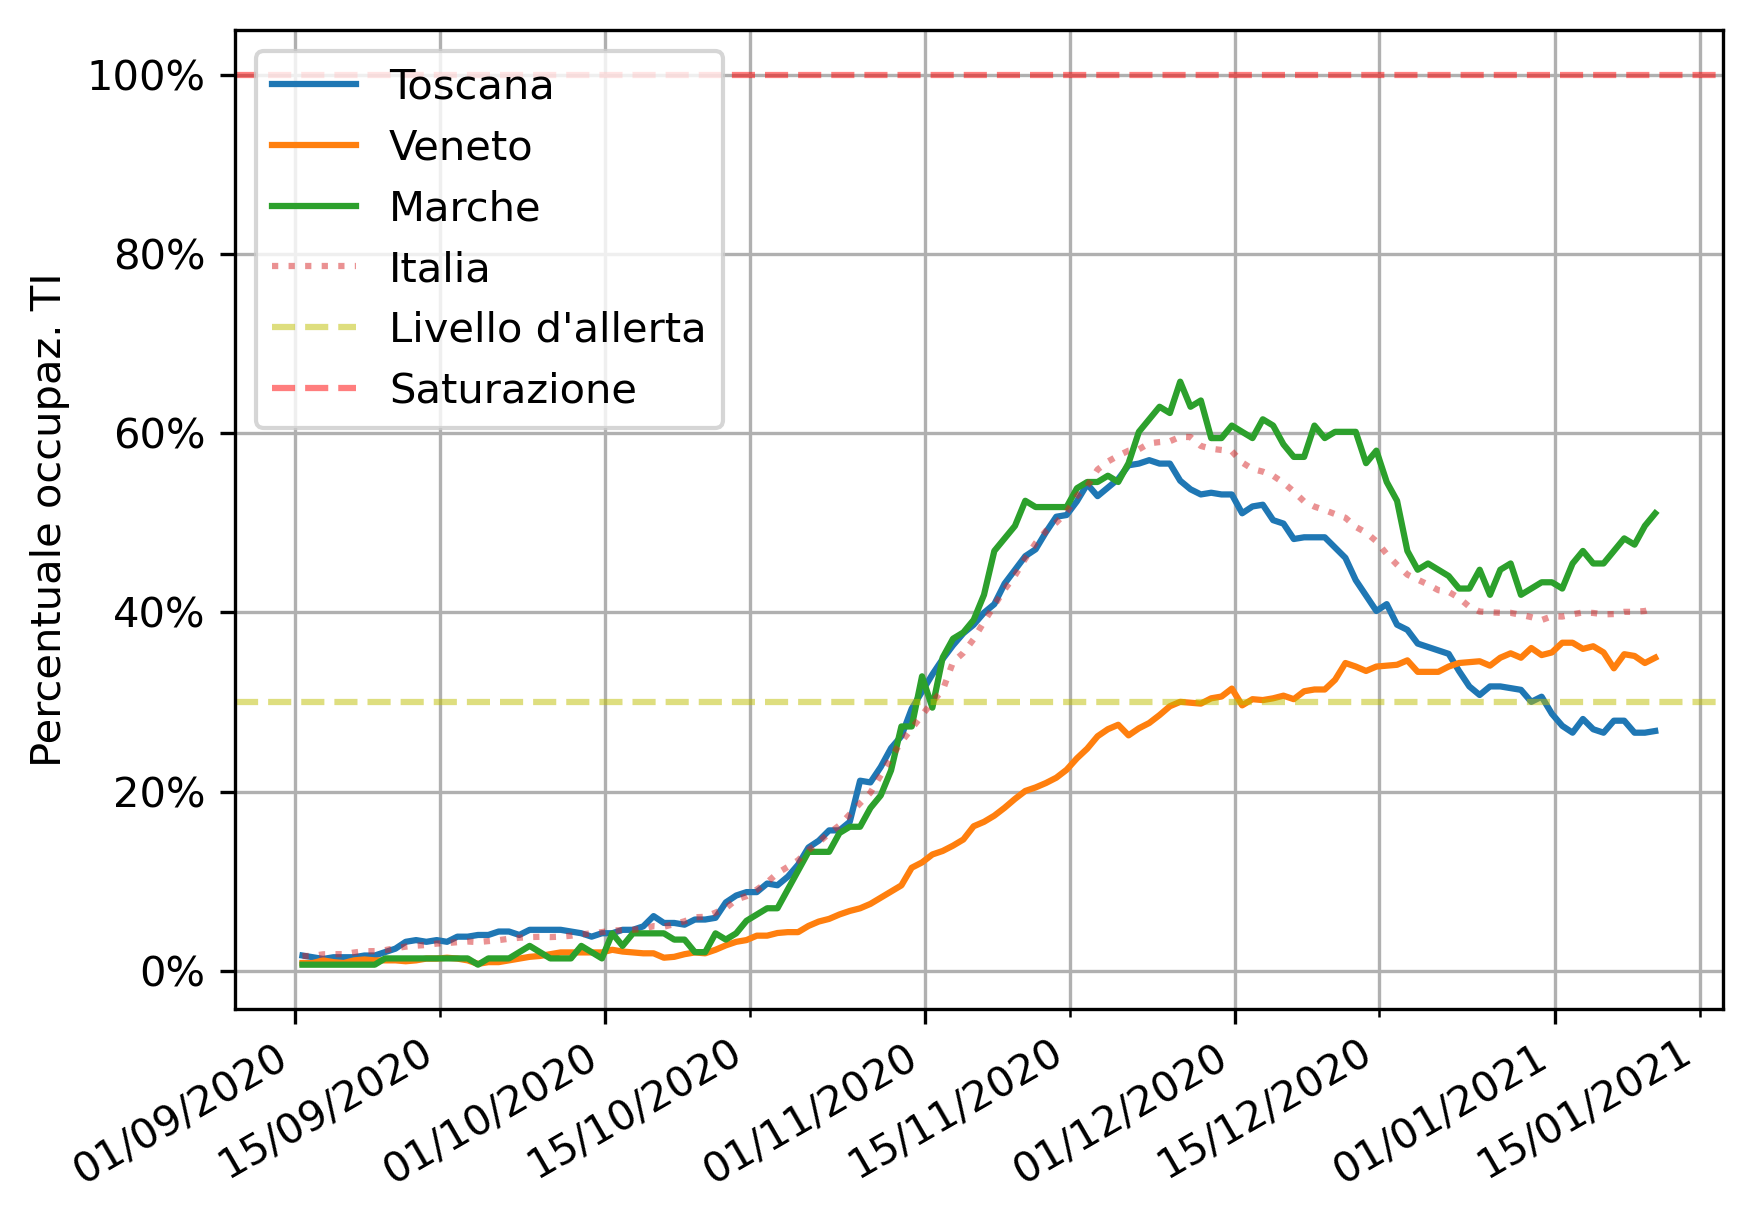 100%
80%
60%
40%
20%
0%
Percentuale occupaz. TI
Toscana
Veneto
Marche
Italia
Livello d'allerta
Saturazione
01/09/2020
15/09/2020
01/10/2020
15/10/2020
01/11/2020
15/11/2020
01/12/2020
15/12/2020
01/01/2021
15/01/2021